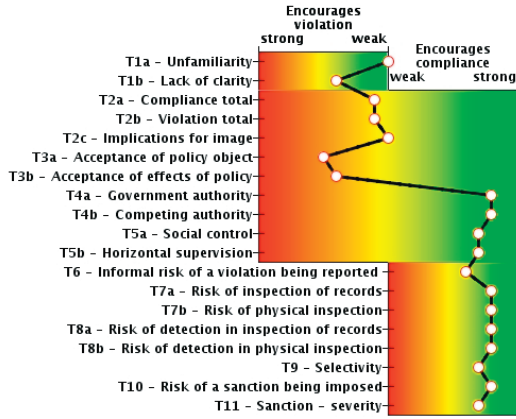 Encourages
violation
strong weak
Encourages
compliance
weak strong
T1a - Unfamiliarity
T1b - Lack of clarity
T2a - Compliance total
T2b - Violation total
T2c - Implications for image
T3a - Acceptance of policy object
T3b - Acceptance of effects of policy
T4a - Government authority
T4b - Competing authority
T5a - Social control
T5b - Horizontal supervision
T6 - Informal risk of a violation being reported
T7a - Risk of inspection of records
T7b - Risk of physical inspection
T8a - Risk of detection in inspection of records
T8b - Risk of detection in physical inspection
T9 - Selectivity
T10 - Risk of a sanction being imposed
T11 - Sanction - severity